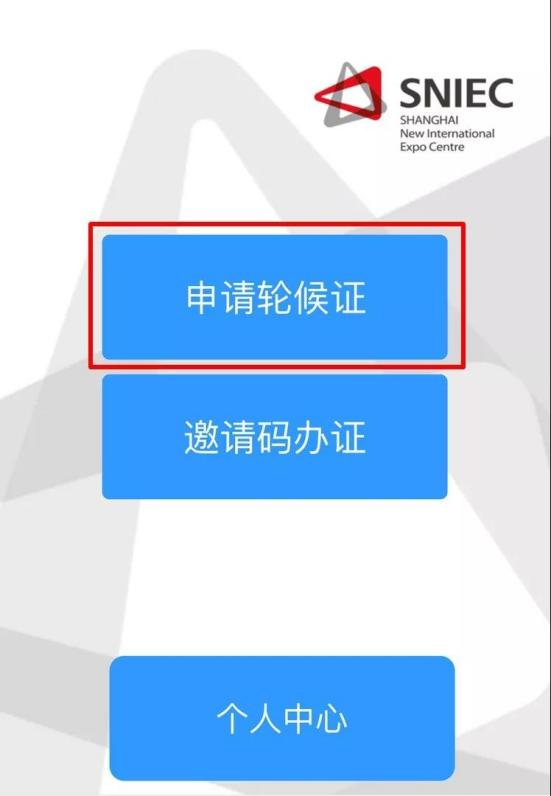 SNIEC
SHANGHAI
New International
Expo Centre
申请轮候证
邀请码办证
个人中心